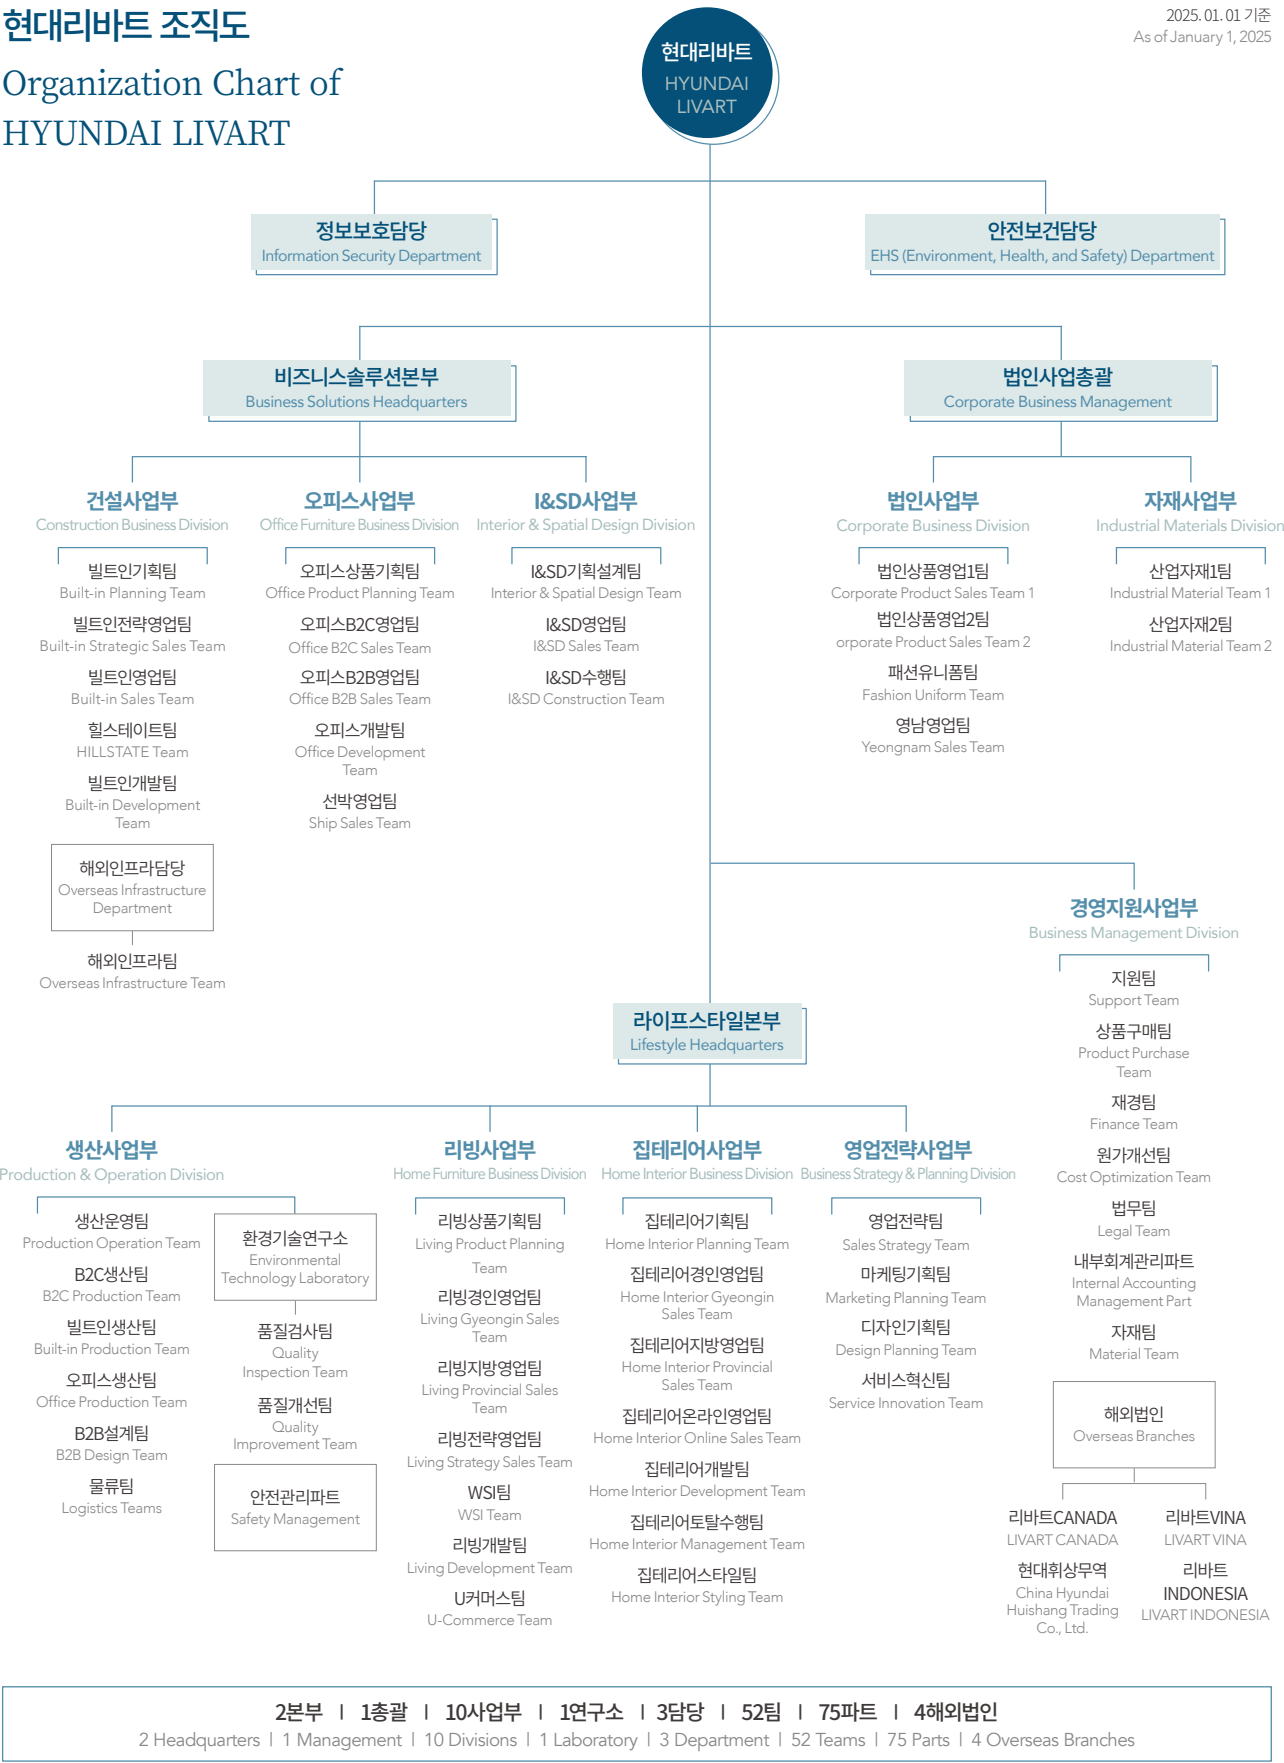 현대리바트 조직도
Organization Chart of
HYUNDAI LIVART
현대리바트
HYUNDAI
LIVART
2025. 01. 01 기준
As of January 1, 2025
정보보호담당
Information Security Department
안전보건담당
EHS (Environment, Health, and Safety) Department
비즈니스솔루션본부
Business Solutions Headquarters
법인사업총괄
Corporate Business Management
건설사업부
Construction Business Division
빌트인기획팀
Built-in Planning Team
빌트인전략영업팀
Built-in Strategic Sales Team
빌트인영업팀
Built-in Sales Team
힐스테이트팀
HILLSTATE Team
빌트인개발팀
Built-in Development
Team
해외인프라담당
Overseas Infrastructure
Department
해외인프라팀
Overseas Infrastructure Team
오피스사업부
Office Furniture Business Division
오피스상품기획팀
Office Product Planning Team
오피스B2C영업팀
Office B2C Sales Team
오피스B2B영업팀
Office B2B Sales Team
오피스개발팀
Office Development
Team
선박영업팀
Ship Sales Team
I&SD사업부
Interior & Spatial Design Division
I&SD기획설계팀
Interior & Spatial Design Team
I&SD영업팀
I&SD Sales Team
I&SD수행팀
I&SD Construction Team
법인사업부
Corporate Business Division
법인상품영업1팀
Corporate Product Sales Team 1
법인상품영업2팀
orporate Product Sales Team 2
패션유니폼팀
Fashion Uniform Team
영남영업팀
Yeongnam Sales Team
자재사업부
Industrial Materials Division
산업자재1팀
Industrial Material Team 1
산업자재2팀
Industrial Material Team 2
경영지원사업부
Business Management Division
지원팀
Support Team
상품구매팀
Product Purchase
Team
재경팀
Finance Team
원가개선팀
Cost Optimization Team
법무팀
Legal Team
내부회계관리파트
Internal Accounting
Management Part
자재팀
Material Team
해외법인
Overseas Branches
리바트CANADA
LIVART CANADA
현대휘상무역
China Hyundai
Huishang Trading
Co., Ltd.
리바트VINA
LIVART VINA
리바트
INDONESIA
LIVART INDONESIA
라이프스타일본부
Lifestyle Headquarters
생산사업부
Production & Operation Division
생산운영팀
Production Operation Team
B2C생산팀
B2C Production Team
빌트인생산팀
Built-in Production Team
오피스생산팀
Office Production Team
B2B설계팀
B2B Design Team
물류팀
Logistics Teams
환경기술연구소
Environmental
Technology Laboratory
품질검사팀
Quality
Inspection Team
품질개선팀
Quality
Improvement Team
안전관리파트
Safety Management
리빙사업부
Home Furniture Business Division
리빙상품기획팀
Living Product Planning
Team
리빙경인영업팀
Living Gyeongin Sales
Team
리빙지방영업팀
Living Provincial Sales
Team
리빙전략영업팀
Living Strategy Sales Team
WSI팀
WSI Team
리빙개발팀
Living Development Team
U커머스팀
U-Commerce Team
집테리어사업부
Home Interior Business Division
집테리어기획팀
Home Interior Planning Team
집테리어경인영업팀
Home Interior Gyeongin
Sales Team
집테리어지방영업팀
Home Interior Provincial
Sales Team
집테리어온라인영업팀
Home Interior Online Sales Team
집테리어개발팀
Home Interior Development Team
집테리어토탈수행팀
Home Interior Management Team
집테리어스타일팀
Home Interior Styling Team
영업전략사업부
Business Strategy & Planning Division
영업전략팀
Sales Strategy Team
마케팅기획팀
Marketing Planning Team
디자인기획팀
Design Planning Team
서비스혁신팀
Service Innovation Team
2본부 | 1총괄 | 10사업부 | 1연구소 | 3담당 | 52팀 | 75파트 | 4해외법인
2 Headquarters | 1 Management | 10 Divisions | 1 Laboratory | 3 Department | 52 Teams | 75 Parts | 4 Overseas Branches